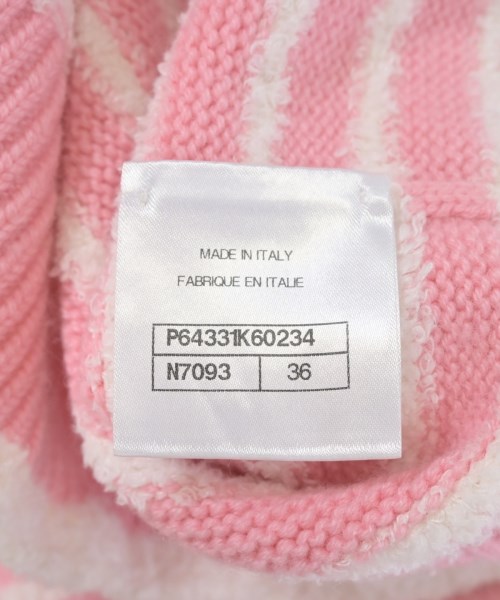 MADE IN ITALY
FABRIQUE EN ITALIE
P64331K60234
N7093 36